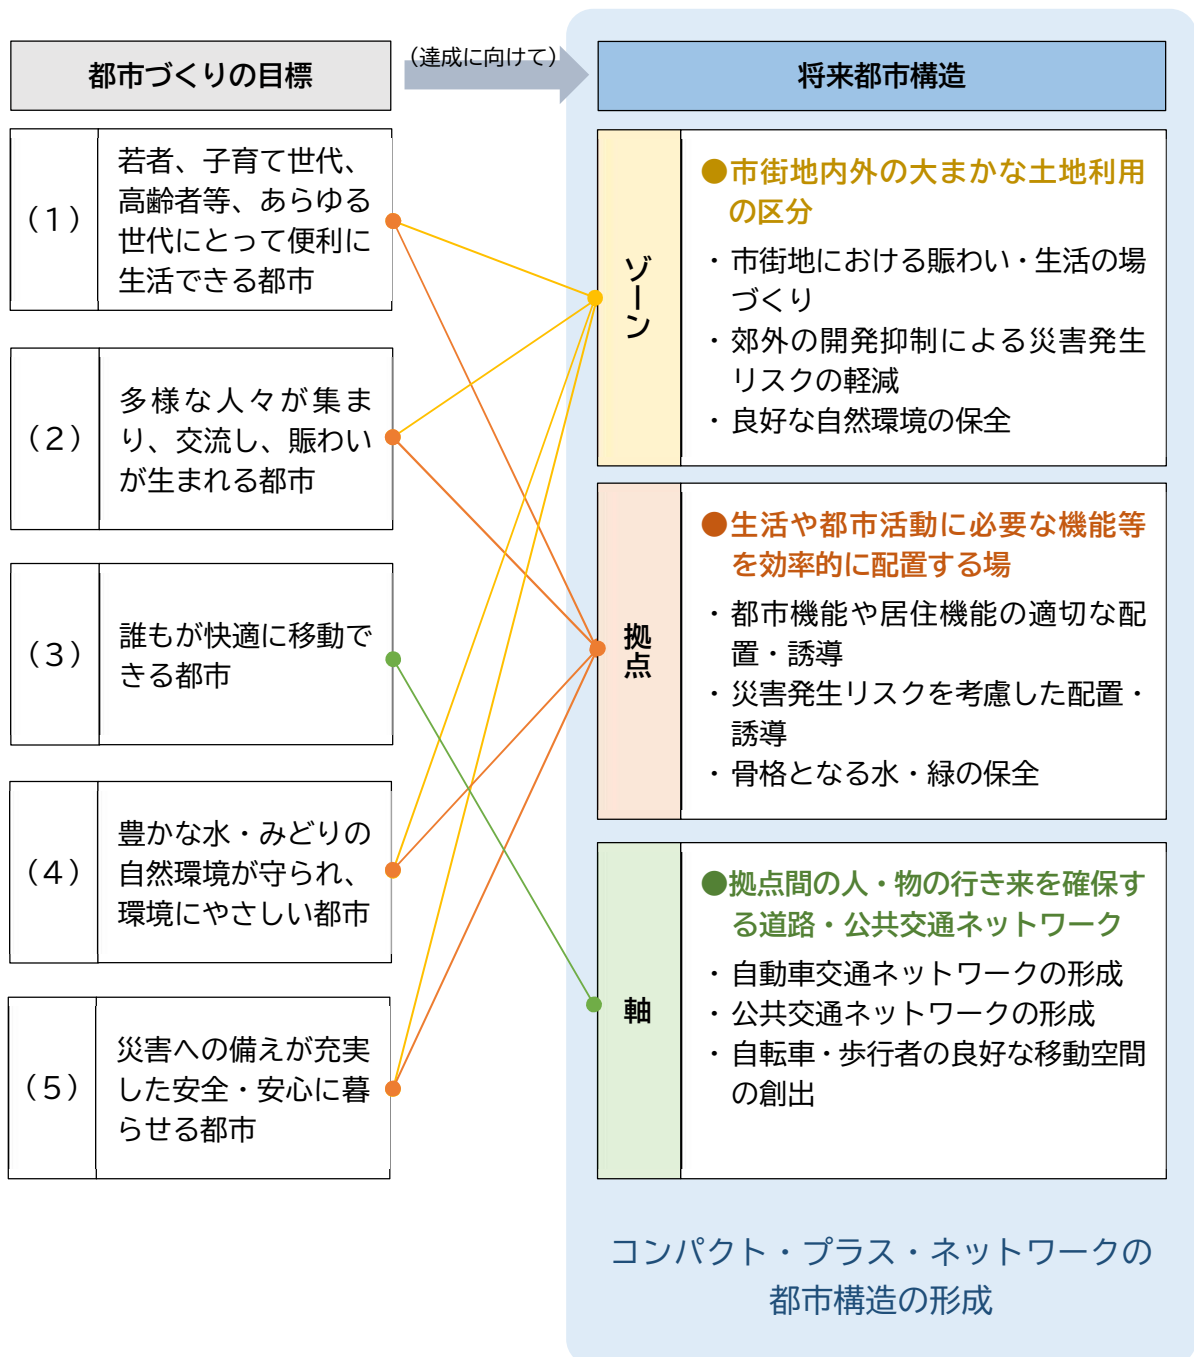 都市づくりの目標
（達成に向けて）
将来都市構造
（１）
若者、子育て世代、
高齢者等、あらゆる
世代にとって便利に
生活できる都市
（２）
多様な人々が集ま
り、交流し、賑わい
が生まれる都市
（３）
誰もが快適に移動で
きる都市
（４）
豊かな水・みどりの
自然環境が守られ、
環境にやさしい都市
（５）
災害への備えが充実
した安全・安心に暮
らせる都市
ゾーン
●市街地内外の大まかな土地利用
の区分
・市街地における賑わい・生活の場
づくり
・郊外の開発抑制による災害発生
リスクの軽減
・良好な自然環境の保全
拠点
●生活や都市活動に必要な機能等
を効率的に配置する場
・都市機能や居住機能の適切な配
置・誘導
・災害発生リスクを考慮した配置・
誘導
・骨格となる水・緑の保全
軸
●拠点間の人・物の行き来を確保す
る道路・公共交通ネットワーク
・自動車交通ネットワークの形成
・公共交通ネットワークの形成
・自転車・歩行者の良好な移動空間
の創出
コンパクト・プラス・ネットワークの
都市構造の形成